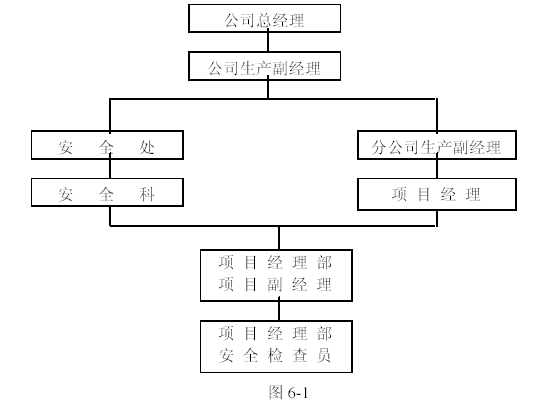 公司总经理
公司生产副经理
安 全 处
分公司生产副经理
安 全 科
项 目 经 理
项 目 经 理 部
项 目 副 经 理
项 目 经 理 部
安 全 检 查 员
图 6-1